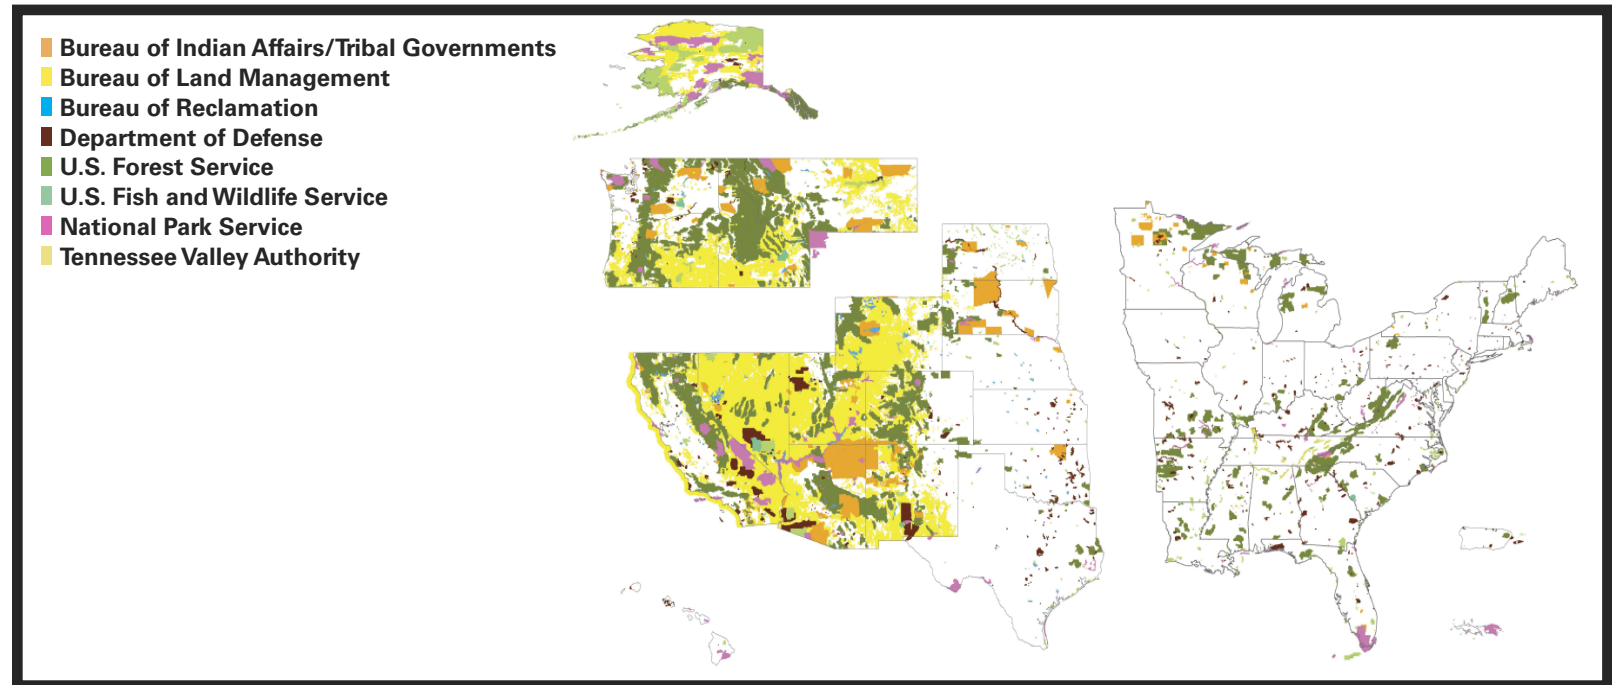 Bureau of Indian Affairs/Tribal Governments
Bureau of Land Management
Bureau of Reclamation
Department of Defense
U.S. Forest Service
U.S. Fish and Wildlife Service
National Park Service
Tennessee Valley Authority